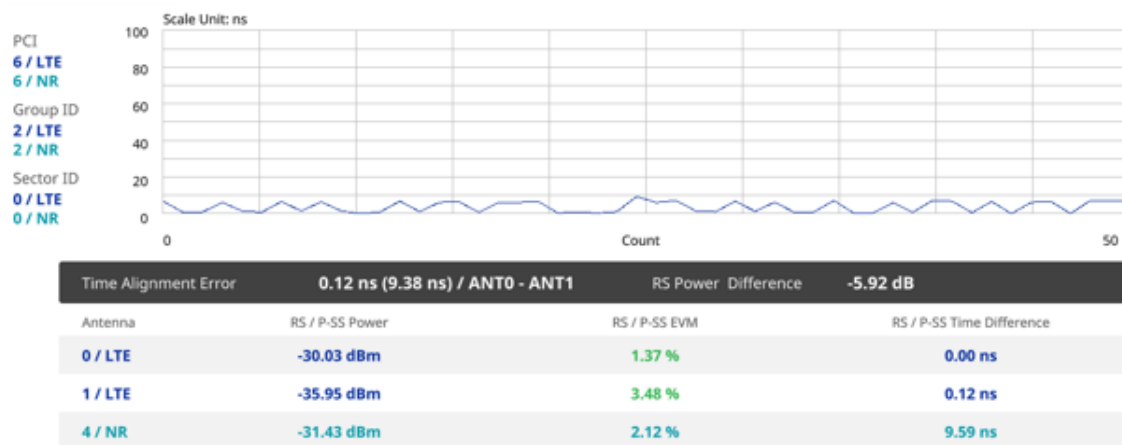 Scale Unit: ns
PCI
6 / LTE
6 / NR
Group ID
2 / LTE
2 / NR
Sector ID
0 / LTE
0 / NR
100
80
60
40
20
0
0 Count 50
Time Alignment Error 0.12 ns (9.38 ns) / ANT0 - ANT1 RS Power Difference -5.92 dB
Antenna RS / P-SS Power RS / P-SS EVM RS / P-SS Time Difference
0 / LTE -30.03 dBm 1.37 % 0.00 ns
1 / LTE -35.95 dBm 3.48 % 0.12 ns
4 / NR -31.43 dBm 2.12 % 9.59 ns